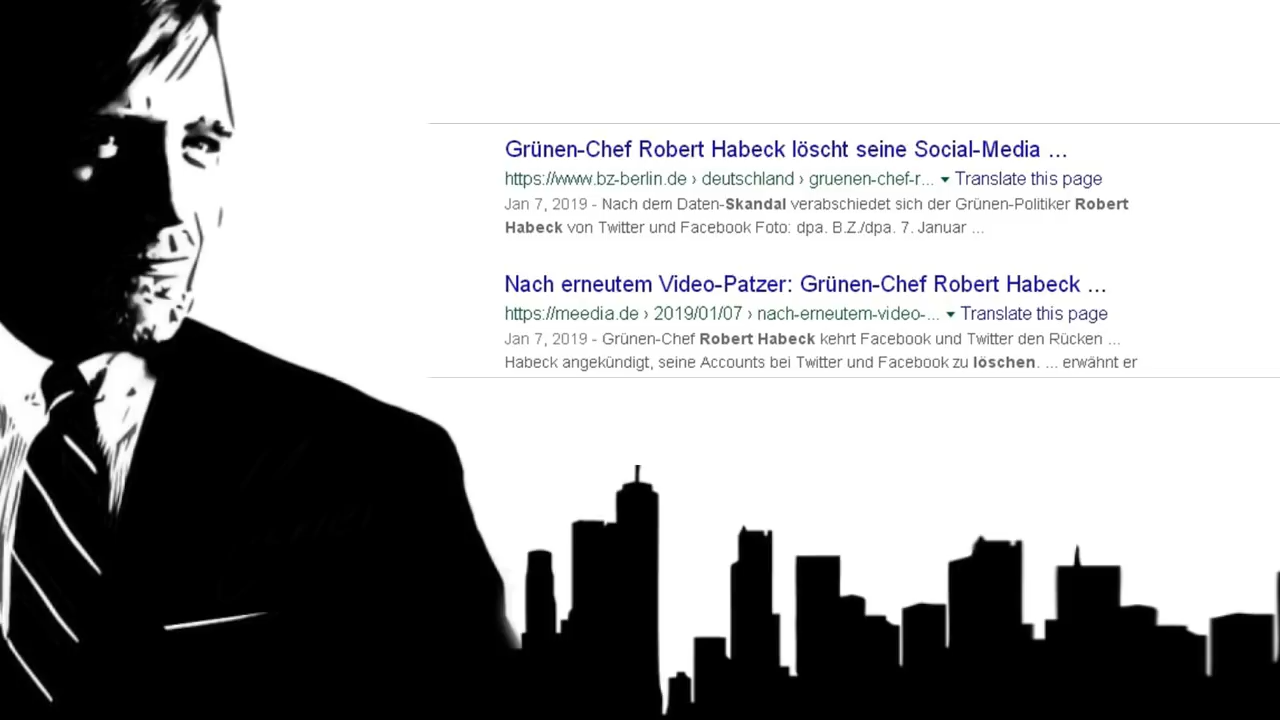 Grünen-Chef Robert Habeck löscht seine Social-Media ...
https://www.bz-berlin.de › deutschland › gruenen-chef-r... ▾ Translate this page
Jan 7, 2019 - Nach dem Daten-Skandal verabschiedet sich der Grünen-Politiker Robert
Habeck von Twitter und Facebook Foto: dpa. B.Z./dpa. 7. Januar ...
Nach erneutem Video-Patzer: Grünen-Chef Robert Habeck ...
https://meedia.de › 2019/01/07 › nach-erneutem-video-... ▾ Translate this page
Jan 7, 2019 - Grünen-Chef Robert Habeck kehrt Facebook und Twitter den Rücken ...
Habeck angekündigt, seine Accounts bei Twitter und Facebook zu löschen. ... erwähnt er